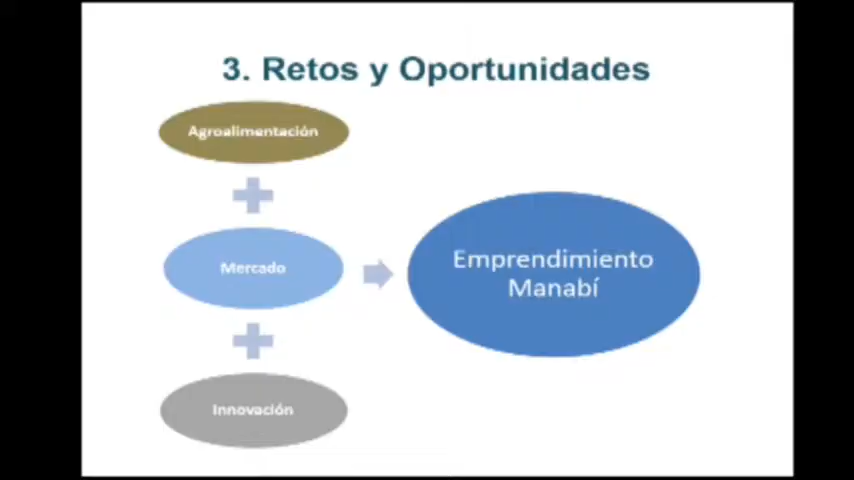 3. Retos y Oportunidades
Agroalimentación
Mercado
Innovación
Emprendimiento
Manabí